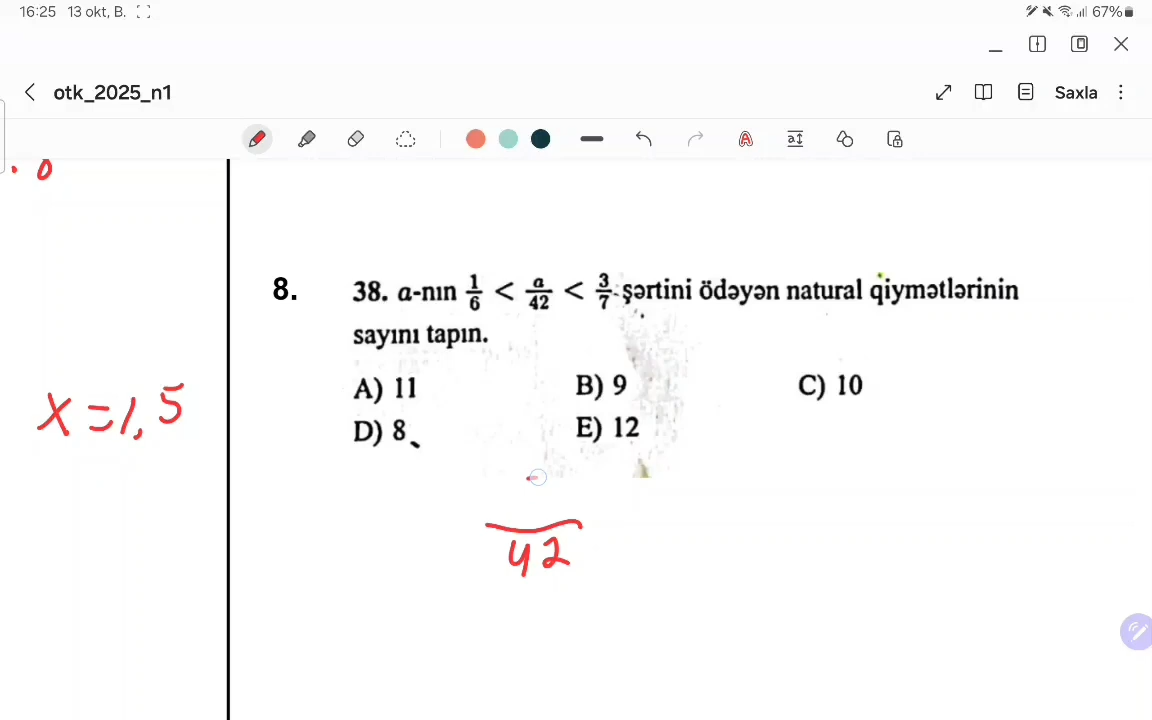 16:25 13 okt, B. 67%
otk_2025_n1 Saxla
8. 38. a-nın 1/6 < a/42 < 3/7 şərtini ödəyən natural qiymətlərinin
sayını tapın.
A) 11 B) 9 C) 10
D) 8 E) 12
x = 1,5
42